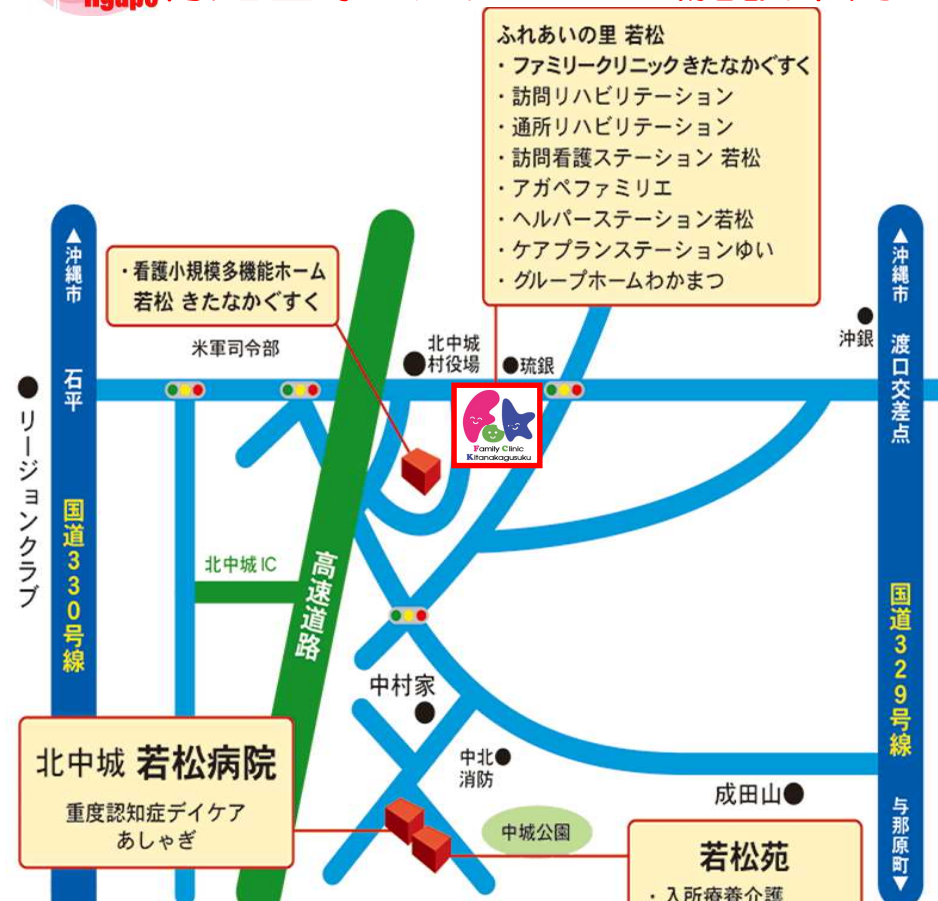 ngape
ふれあいの里 若松
・ファミリークリニックきたなかぐすく
・訪問リハビリテーション
・通所リハビリテーション
・訪問看護ステーション 若松
・アガペファミリエ
・ヘルパーステーション若松
・ケアプランステーションゆい
・グループホームわかまつ
▲沖縄市
石平
国道330号線
・看護小規模多機能ホーム
若松 きたなかぐすく
米軍司令部
北中城
村役場
琉銀
沖銀
▲沖縄市
渡口交差点
国道329号線
与那原町▼
リージョンクラブ
Family Clinic
Kitanakagusuku
北中城IC
高速道路
中村家
中北
消防
成田山
中城公園
北中城 若松病院
重度認知症デイケア
あしゃぎ
若松苑
・入所療養介護